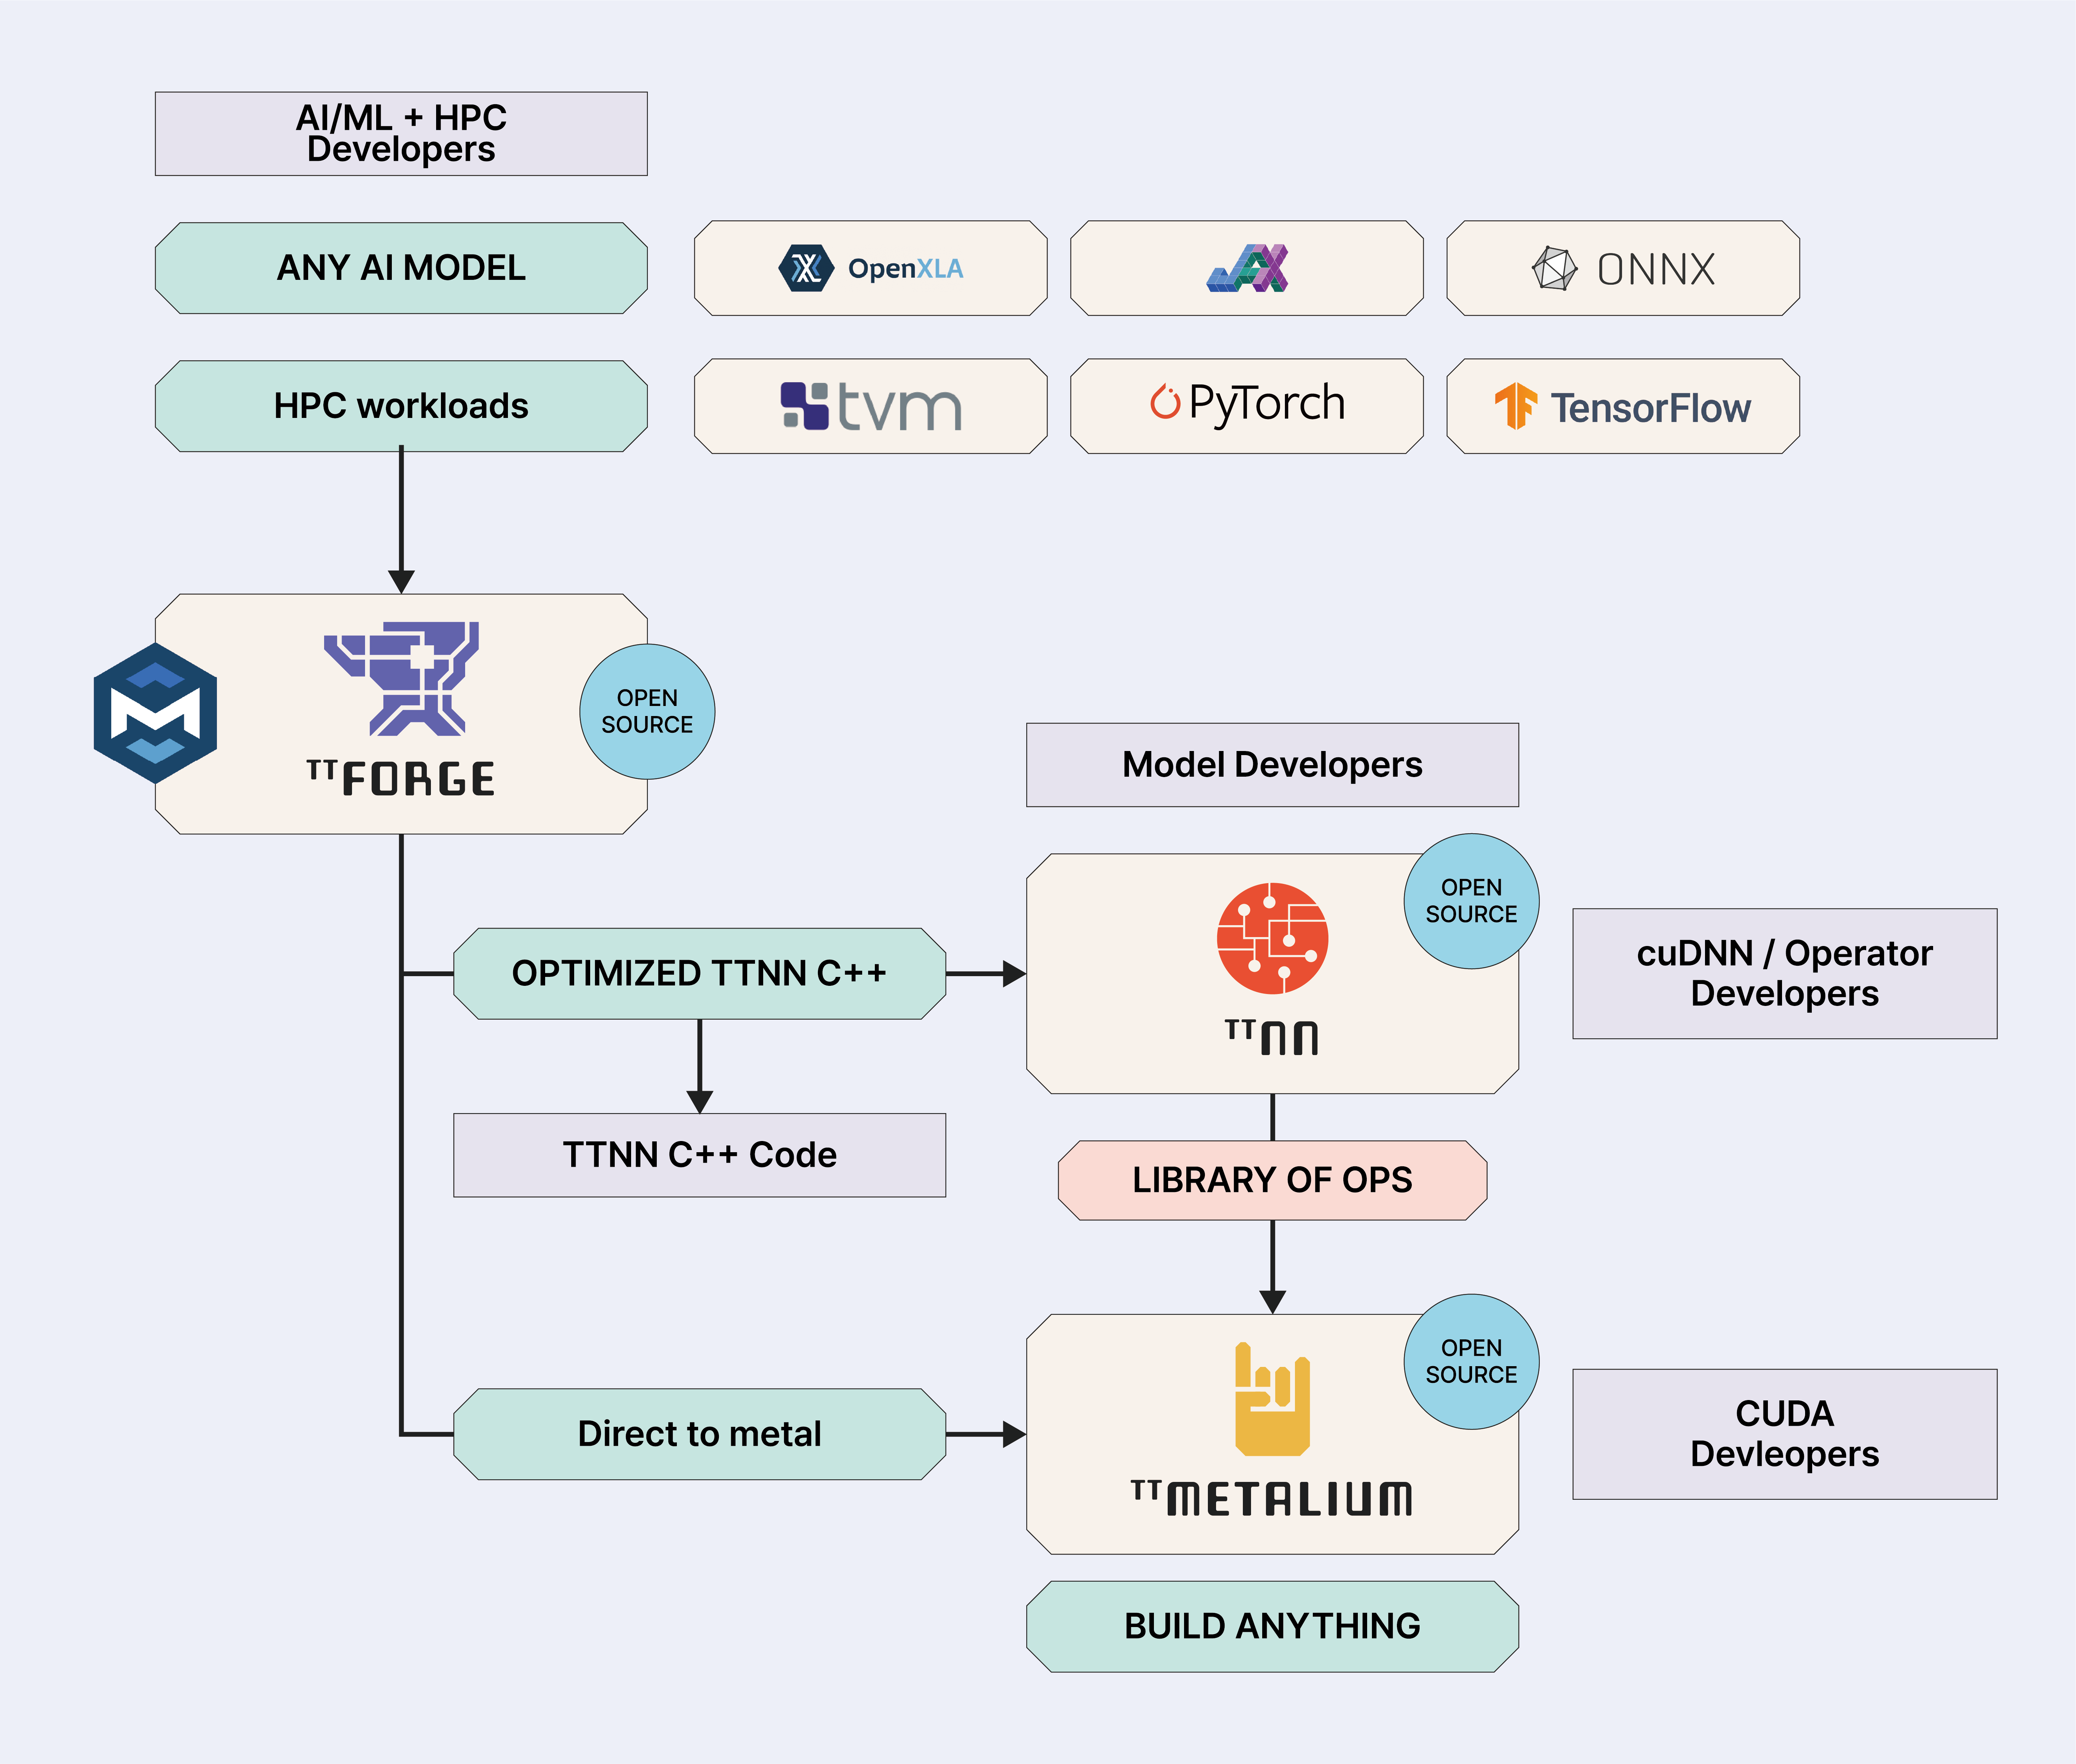 AI/ML + HPC
Developers
ANY AI MODEL
OpenXLA
JAX
ONNX
HPC workloads
tvm
PyTorch
TensorFlow
M
TTFORGE
OPEN
SOURCE
Model Developers
OPEN
SOURCE
TTNN
cuDNN / Operator
Developers
OPTIMIZED TTNN C++
TTNN C++ Code
LIBRARY OF OPS
OPEN
SOURCE
Direct to metal
TTMETALIUM
CUDA
Devleopers
BUILD ANYTHING